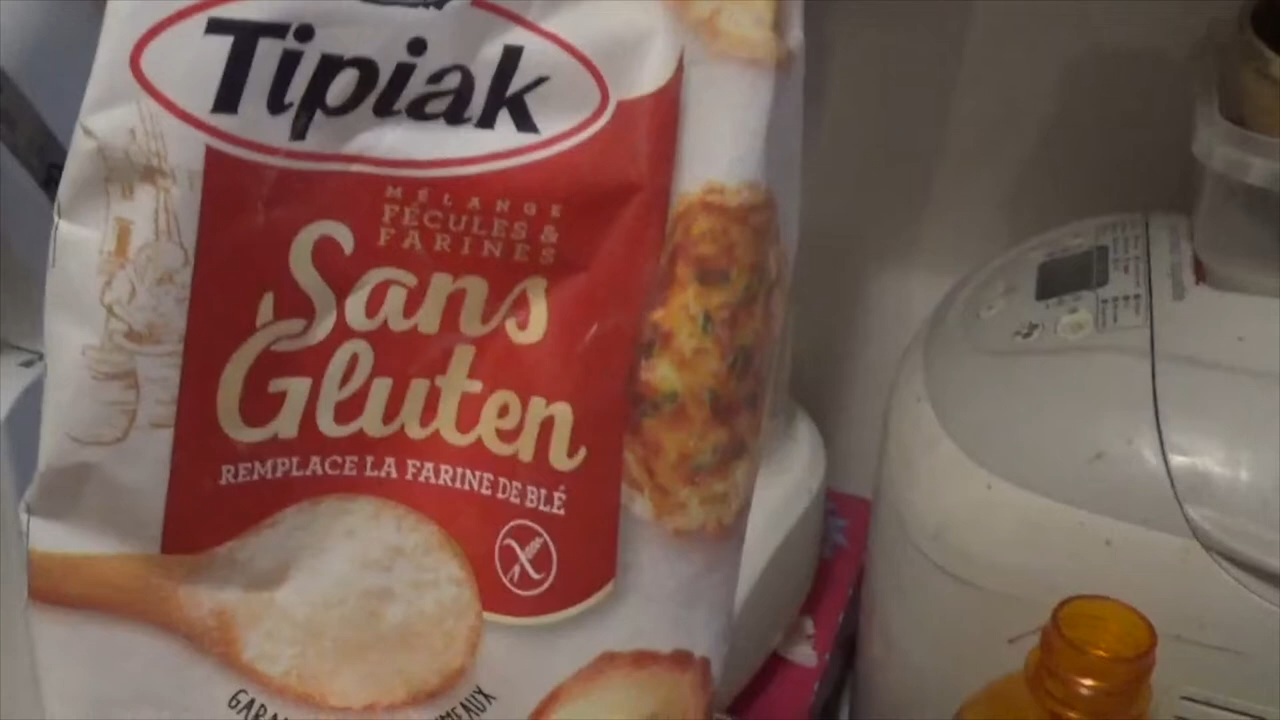 Tipiak
MÉLANGE
FÉCULES &
FARINES
Sans
Gluten
REMPLACE LA FARINE DE BLÉ